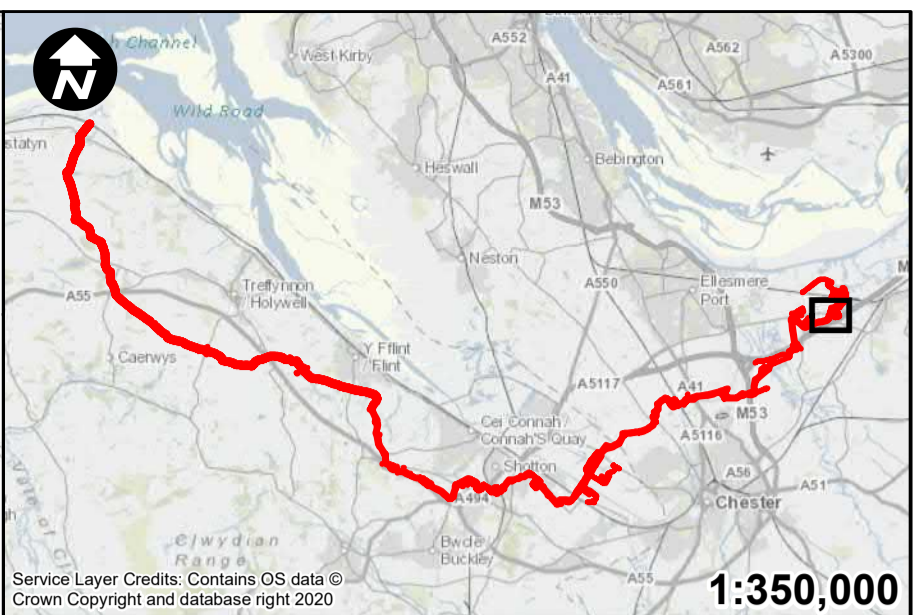 N
h Channel
Wild Road
statyn
West Kirby
A552
A41
A562
A561
A5300
Heswall
Bebington
M53
Neston
A550
Ellesmere
Port
M
A55
Treffynnon
Holywell
Caerwys
Y Fflint
Flint
A5117
A41
M53
A5116
Cei Connah
Connah'S Quay
Shotton
A494
A56
A51
Chester
Clwydian
Range
Bwcle
Buckley
A55
Service Layer Credits: Contains OS data ©
Crown Copyright and database right 2020
1:350,000